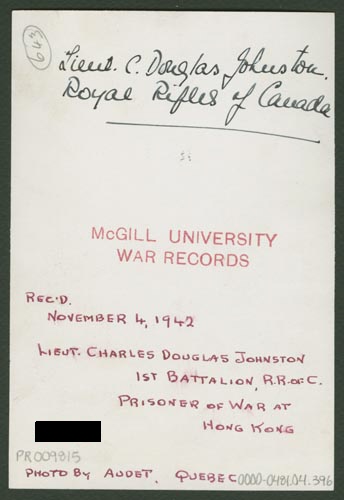 643
Lieut. C. Douglas Johnston.
Royal Rifles of Canada
McGILL UNIVERSITY
WAR RECORDS
REC'D.
NOVEMBER 4, 1942
LIEUT. CHARLES DOUGLAS JOHNSTON
1ST BATTALION, R.R. OF C.
PRISONER OF WAR AT
HONG KONG
PR009815
PHOTO BY AUDET, QUEBEC
0000-0481.04.396